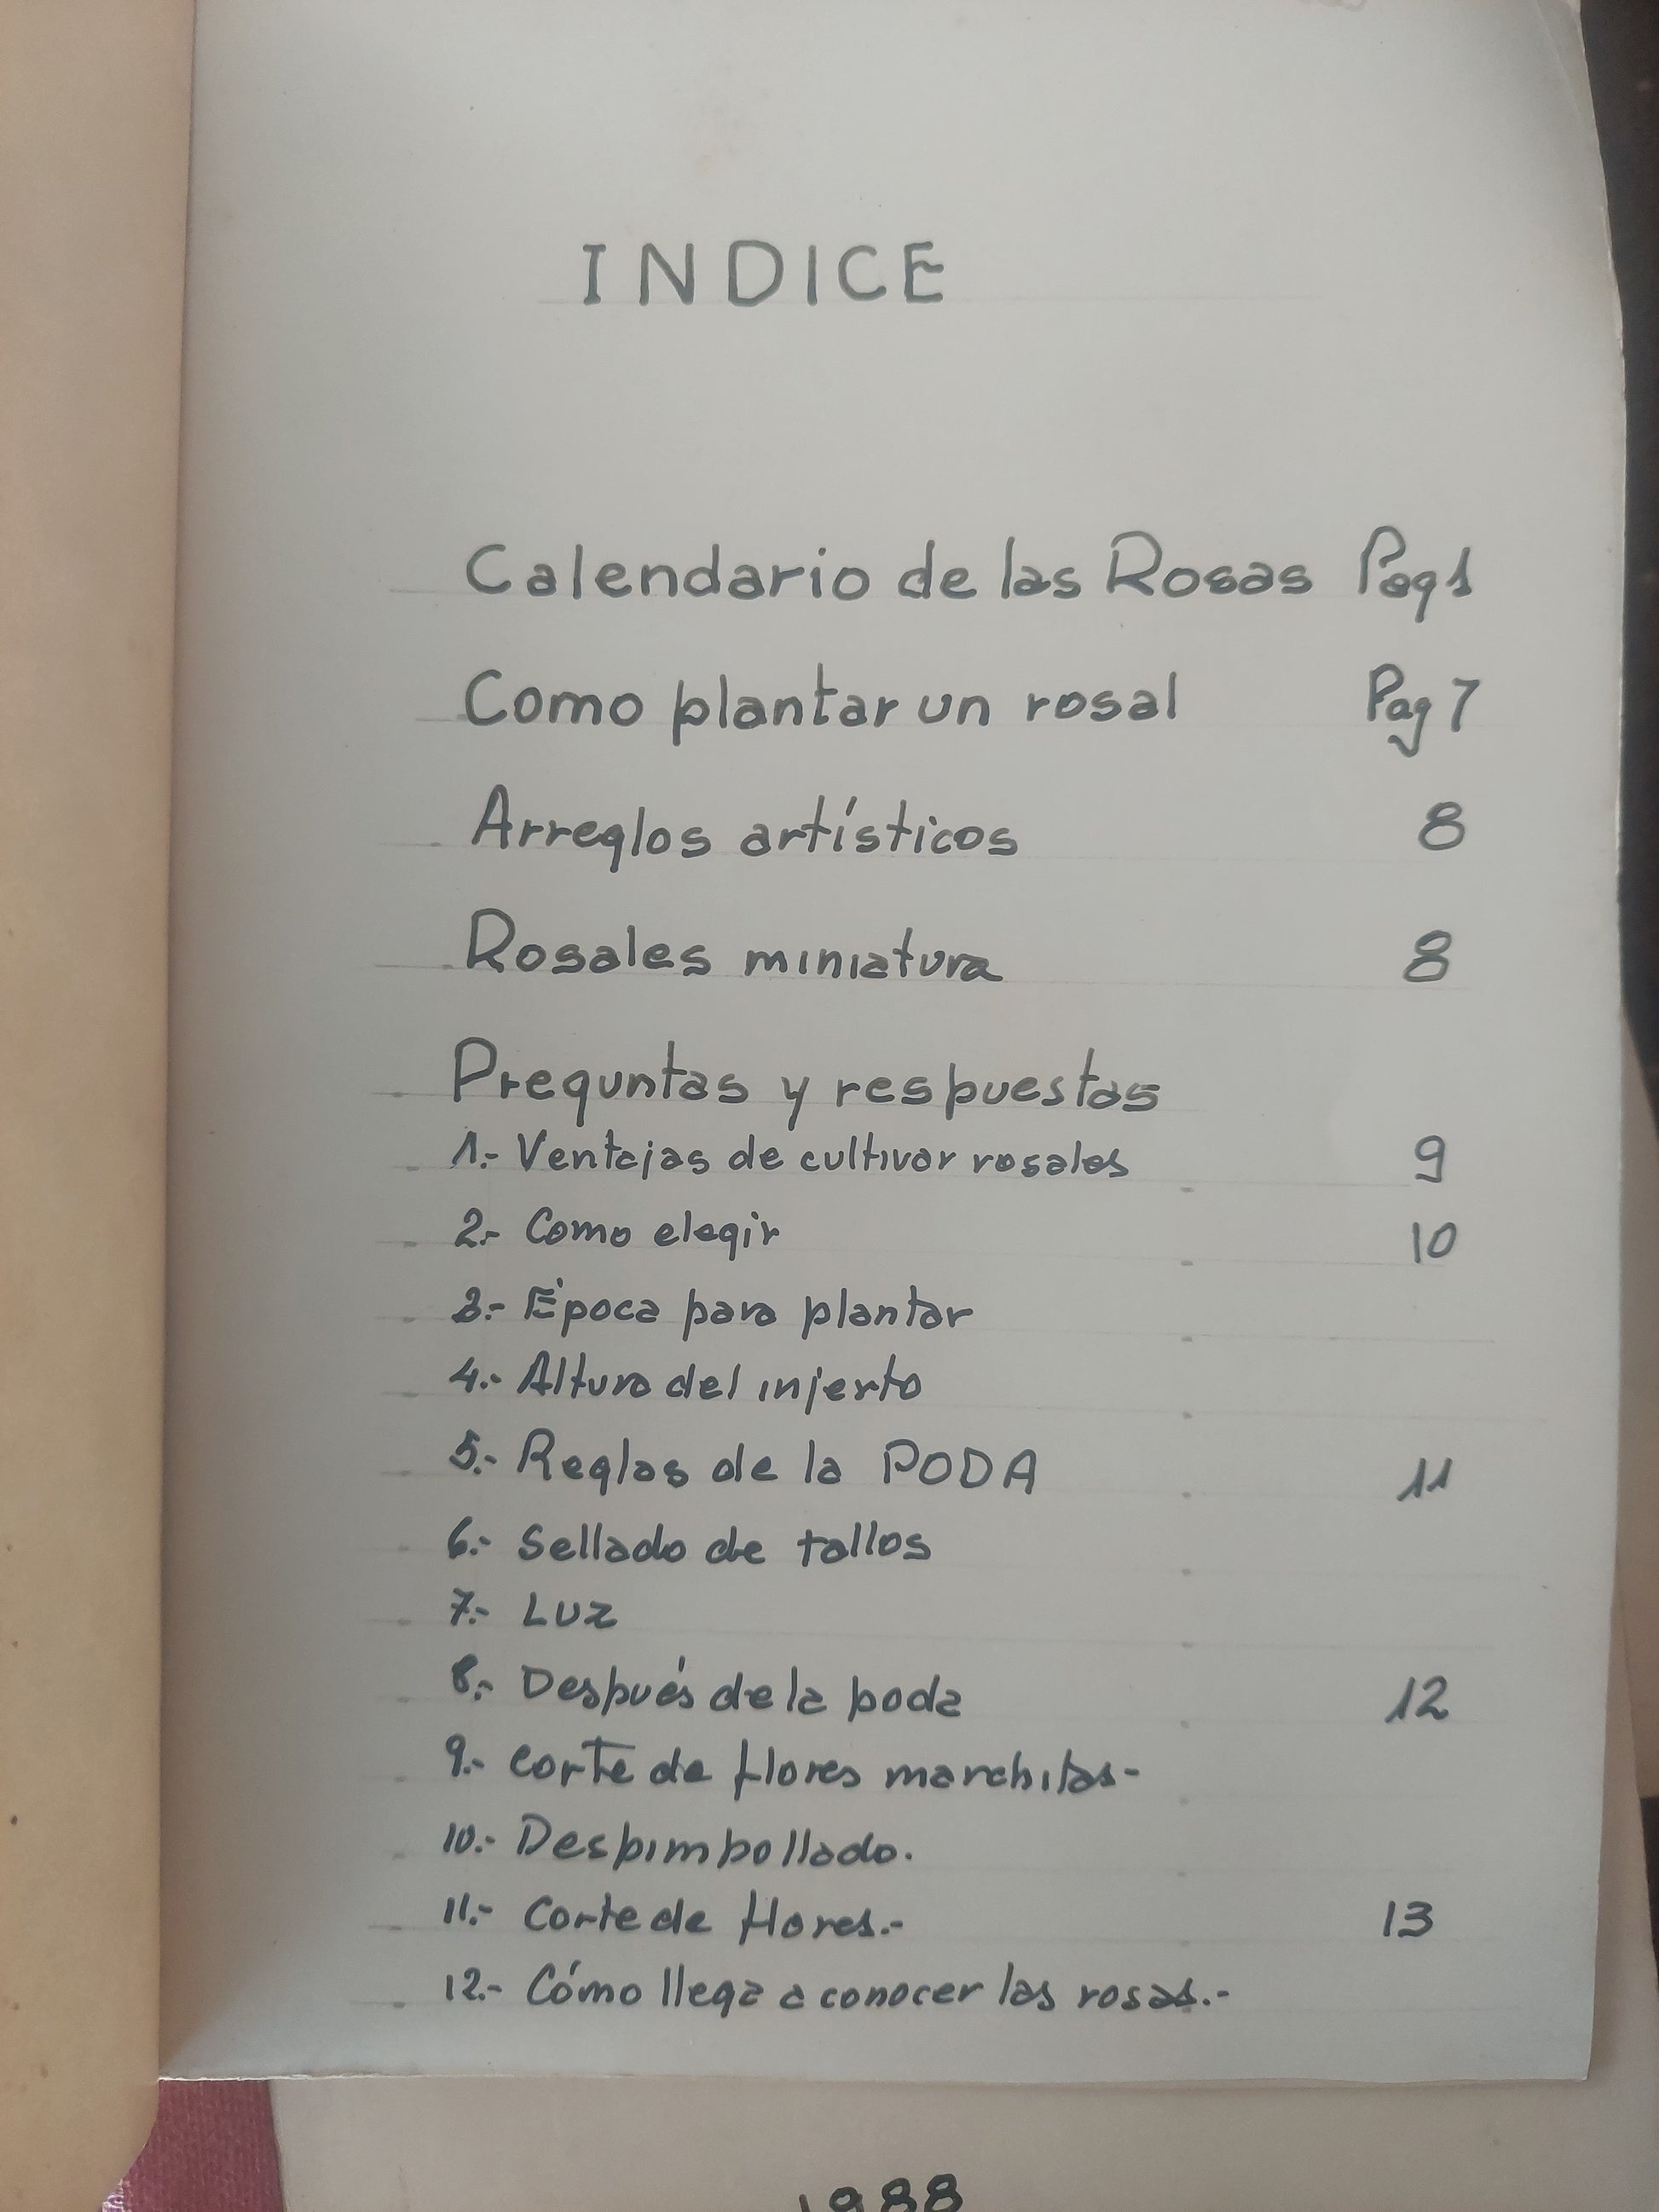 INDICE
Calendario de las Rosas Pag 1
Como plantar un rosal Pag 7
Arreglos artísticos 8
Rosales miniatura 8
Preguntas y respuestas
1.- Ventajas de cultivar rosales 9
2.- Como elegir 10
3.- Época para plantar
4.- Altura del injerto
5.- Reglas de la PODA 11
6.- Sellado de tallos
7.- Luz
8.- Después de la poda 12
9.- Corte de flores marchitas-
10.- Despimpollado.
11.- Corte de flores.- 13
12.- Cómo llega a conocer las rosas.-
1988